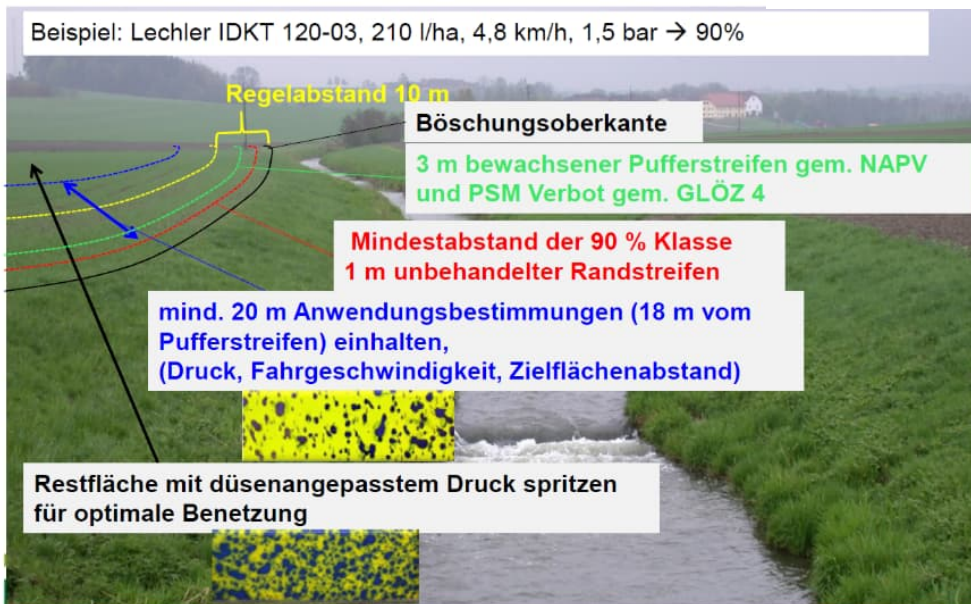 Beispiel: Lechler IDKT 120-03, 210 l/ha, 4,8 km/h, 1,5 bar → 90%
Regelabstand 10 m
Böschungsoberkante
3 m bewachsener Pufferstreifen gem. NAPV
und PSM Verbot gem. GLÖZ 4
Mindestabstand der 90 % Klasse
1 m unbehandelter Randstreifen
mind. 20 m Anwendungsbestimmungen (18 m vom
Pufferstreifen) einhalten,
(Druck, Fahrgeschwindigkeit, Zielflächenabstand)
Restfläche mit düsenangepasstem Druck spritzen
für optimale Benetzung